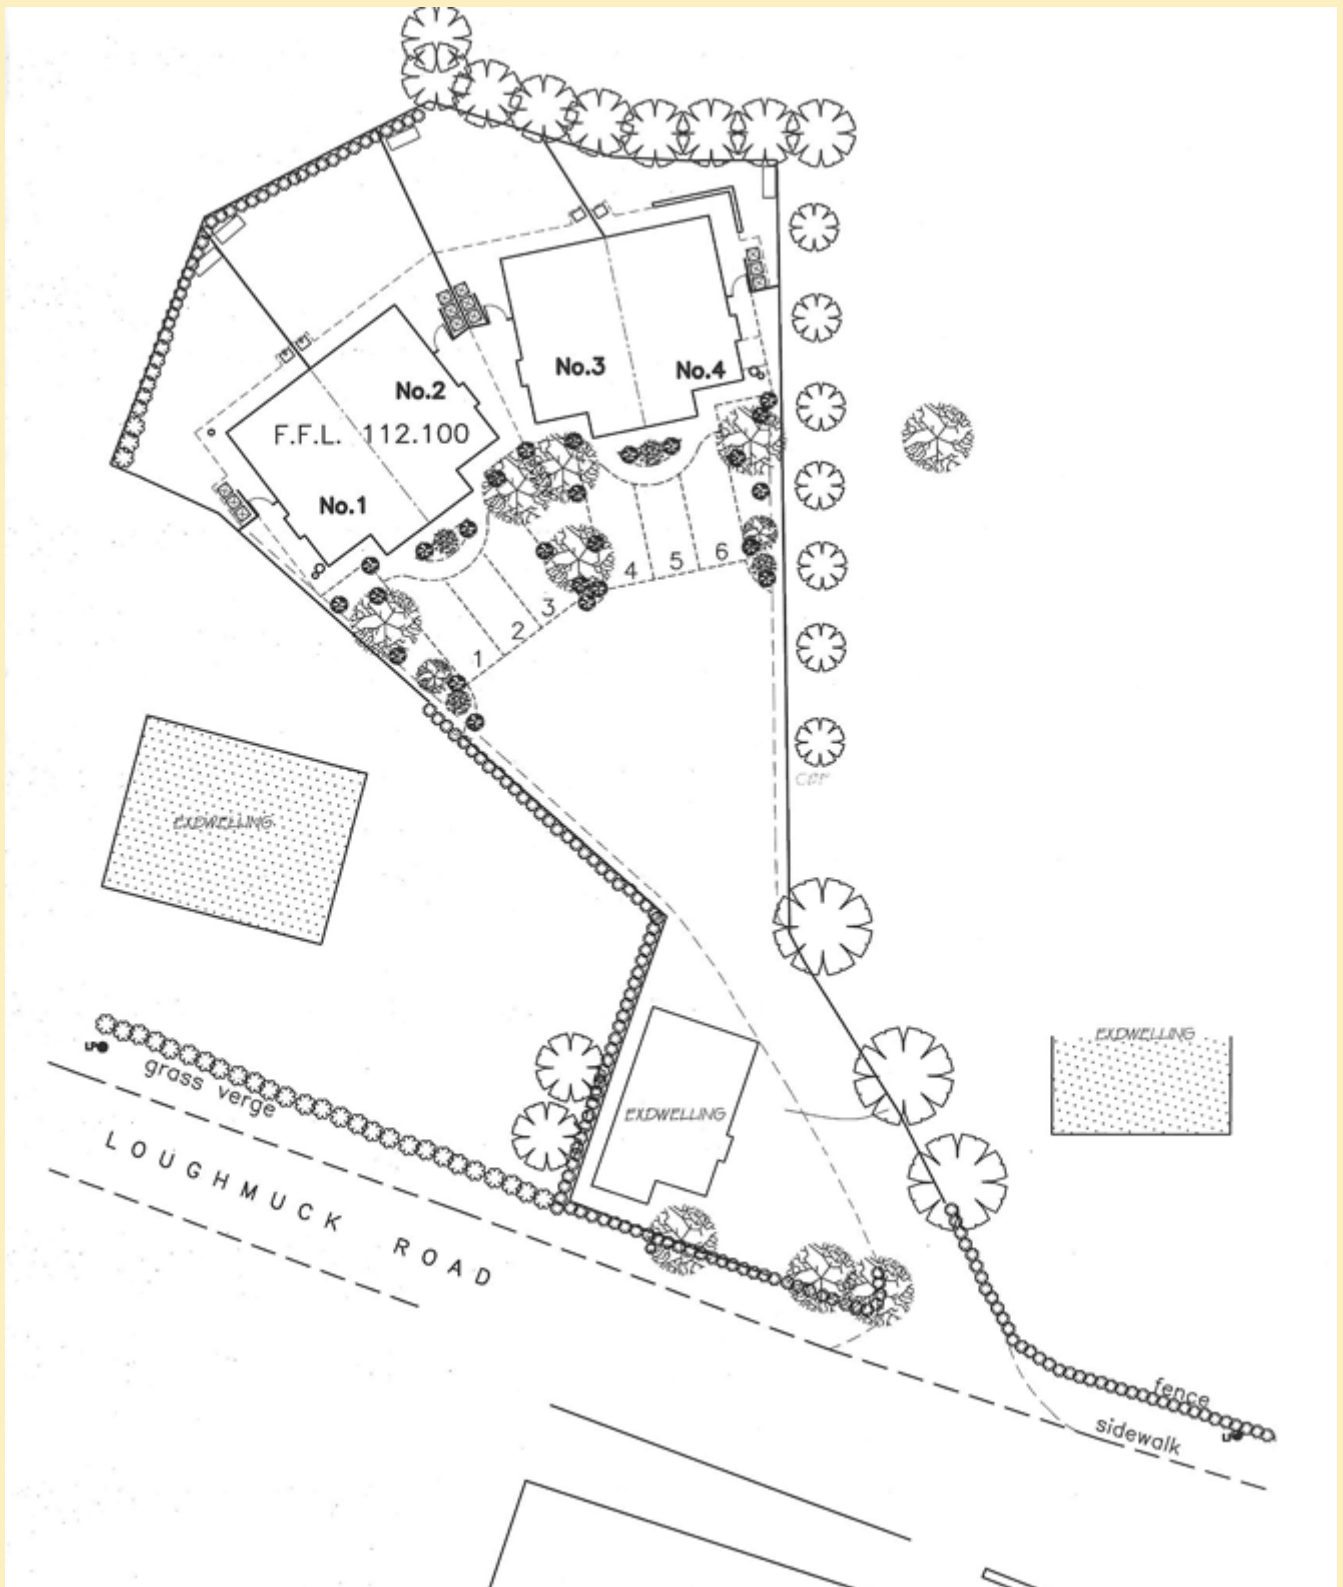 No.3
No.4
No.2
F.F.L. 112.100
No.1
6
5
4
3
2
1
EXDWELLING
EXDWELLING
EXDWELLING
LP
grass verge
LOUGHMUCK ROAD
fence
sidewalk